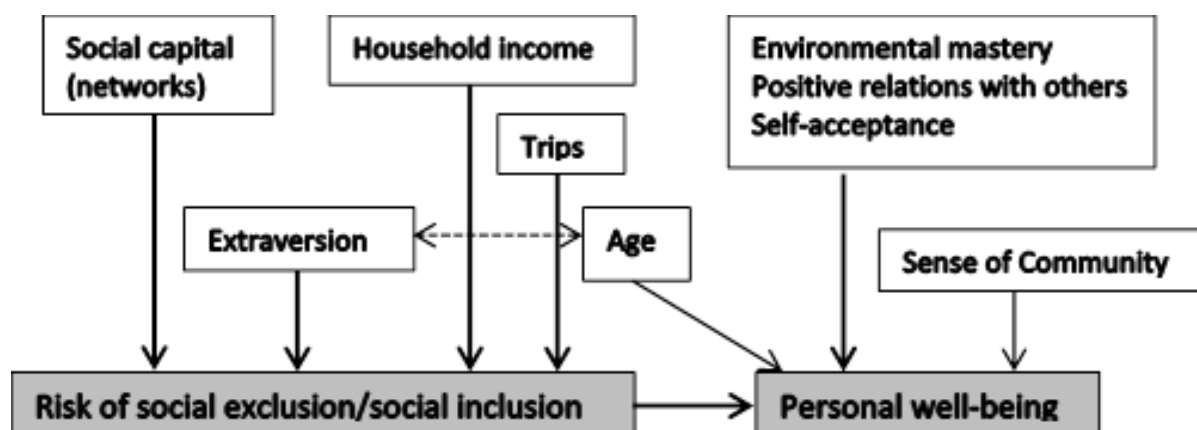 Social capital
(networks)
Household income
Environmental mastery
Positive relations with others
Self-acceptance
Trips
Extraversion
Age
Sense of Community
Risk of social exclusion/social inclusion
Personal well-being